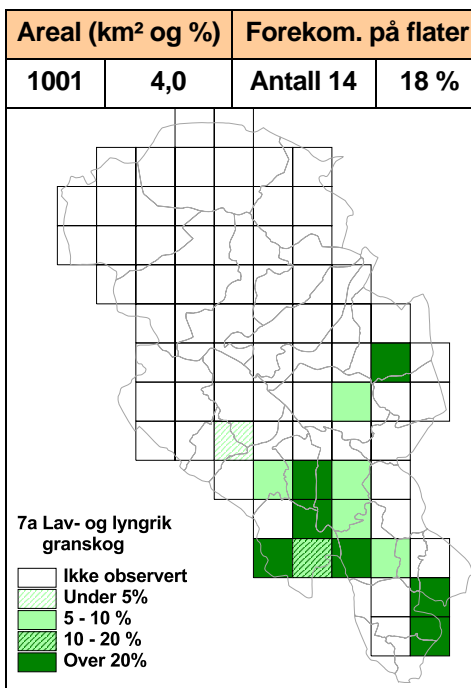 Areal (km² og %) Forekom. på flater
1001 4,0 Antall 14 18 %
7a Lav- og lyngrik
granskog
Ikke observert
Under 5%
5 - 10 %
10 - 20 %
Over 20%